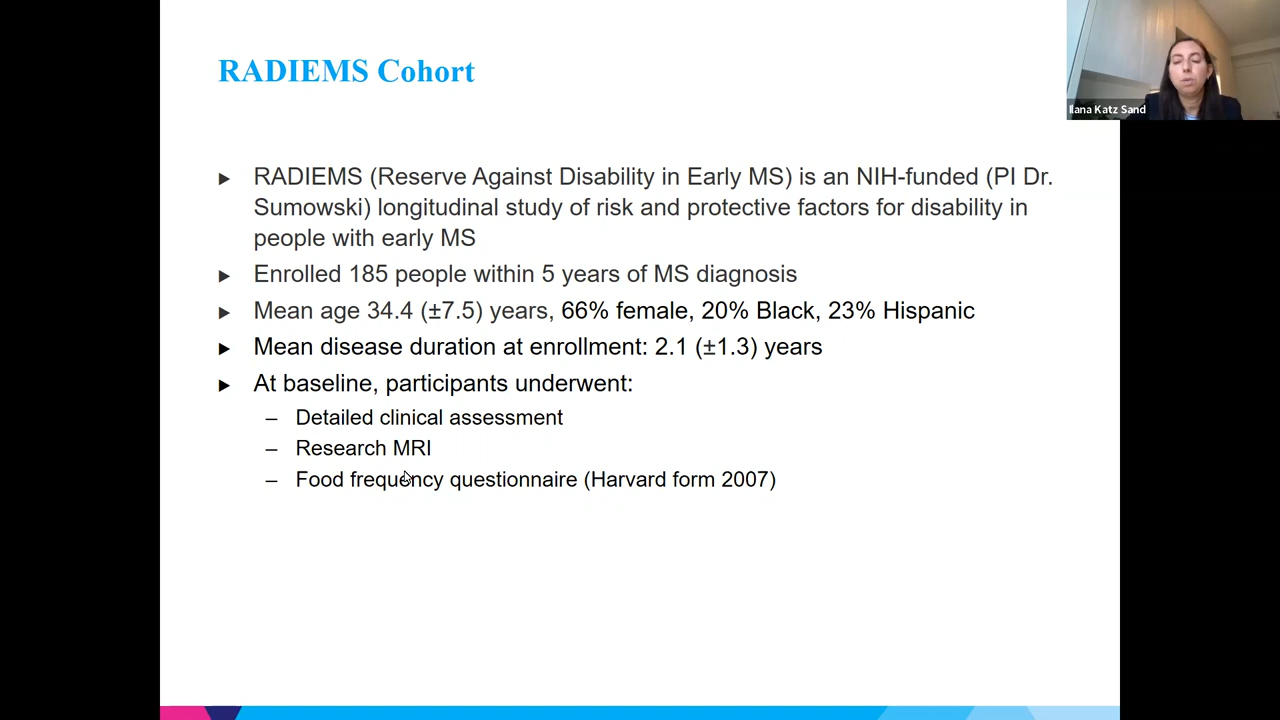 RADIEMS Cohort
Ilana Katz Sand
► RADIEMS (Reserve Against Disability in Early MS) is an NIH-funded (PI Dr.
Sumowski) longitudinal study of risk and protective factors for disability in
people with early MS
► Enrolled 185 people within 5 years of MS diagnosis
► Mean age 34.4 (±7.5) years, 66% female, 20% Black, 23% Hispanic
► Mean disease duration at enrollment: 2.1 (±1.3) years
► At baseline, participants underwent:
– Detailed clinical assessment
– Research MRI
– Food frequency questionnaire (Harvard form 2007)